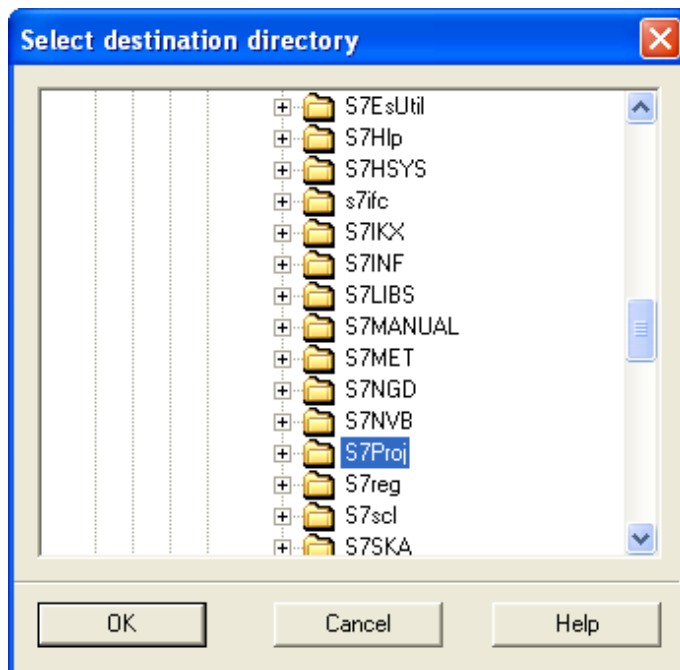 Select destination directory
S7EsUtil
S7Hlp
S7HSYS
s7ifc
S7IKX
S7INF
S7LIBS
S7MANUAL
S7MET
S7NGD
S7NVB
S7Proj
S7reg
S7scl
S7SKA
OK Cancel Help